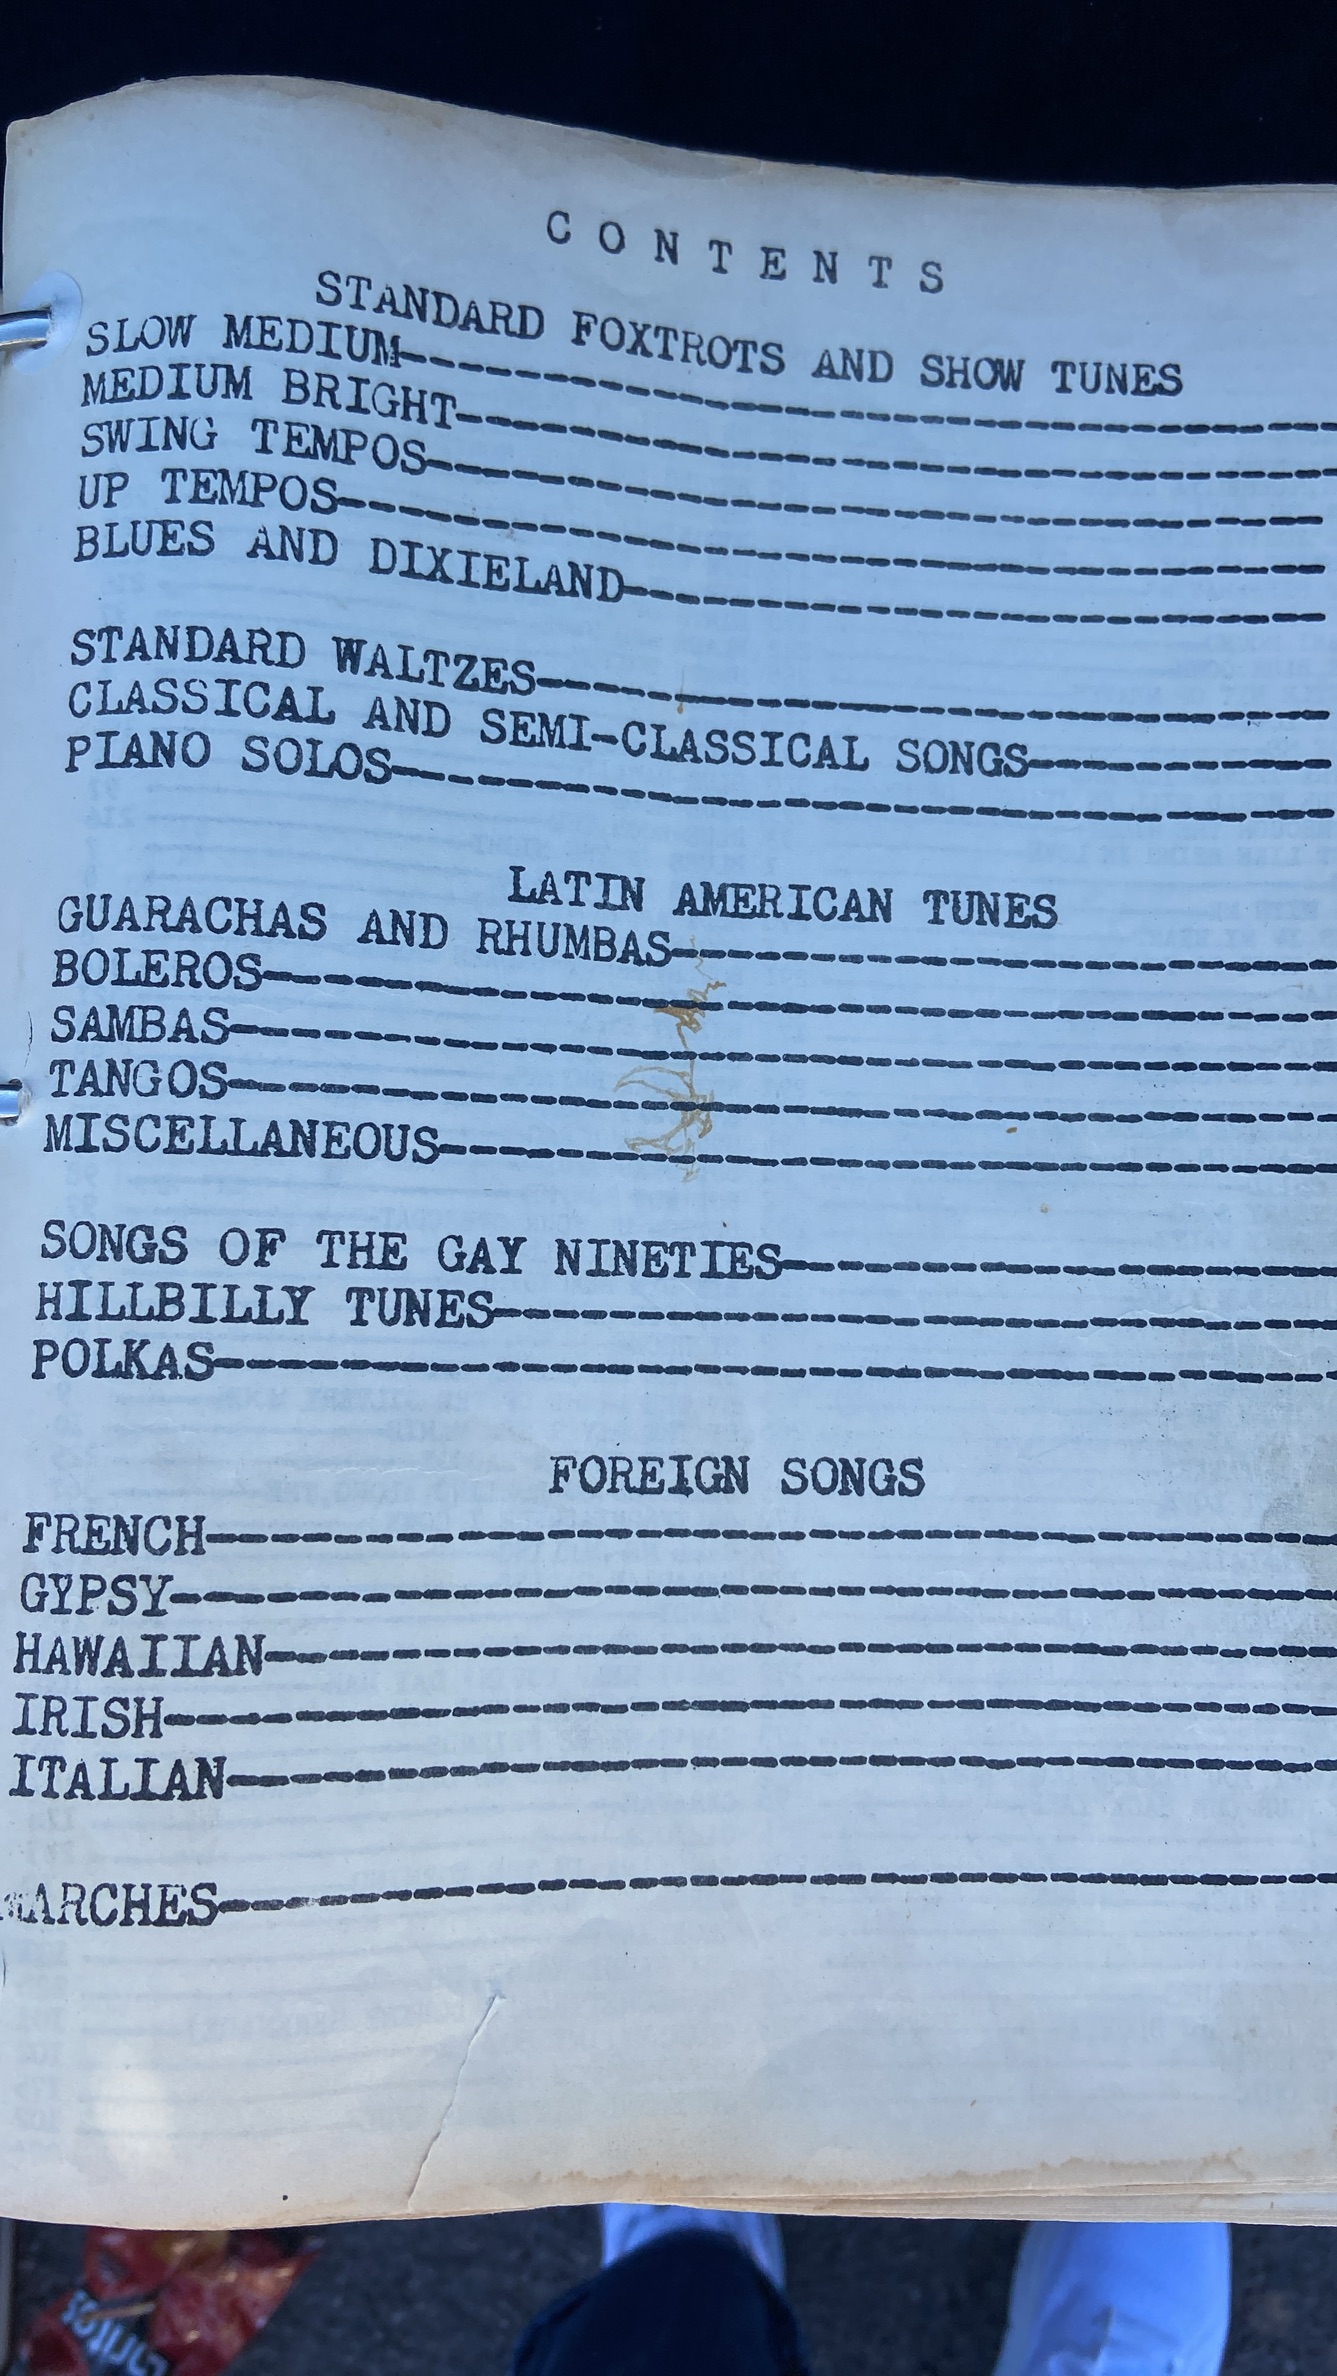 C O N T E N T S
STANDARD FOXTROTS AND SHOW TUNES
SLOW MEDIUM
MEDIUM BRIGHT
SWING TEMPOS
UP TEMPOS
BLUES AND DIXIELAND
STANDARD WALTZES
CLASSICAL AND SEMI-CLASSICAL SONGS
PIANO SOLOS
LATIN AMERICAN TUNES
GUARACHAS AND RHUMBAS
BOLEROS
SAMBAS
TANGOS
MISCELLANEOUS
SONGS OF THE GAY NINETIES
HILLBILLY TUNES
POLKAS
FOREIGN SONGS
FRENCH
GYPSY
HAWAIIAN
IRISH
ITALIAN
MARCHES